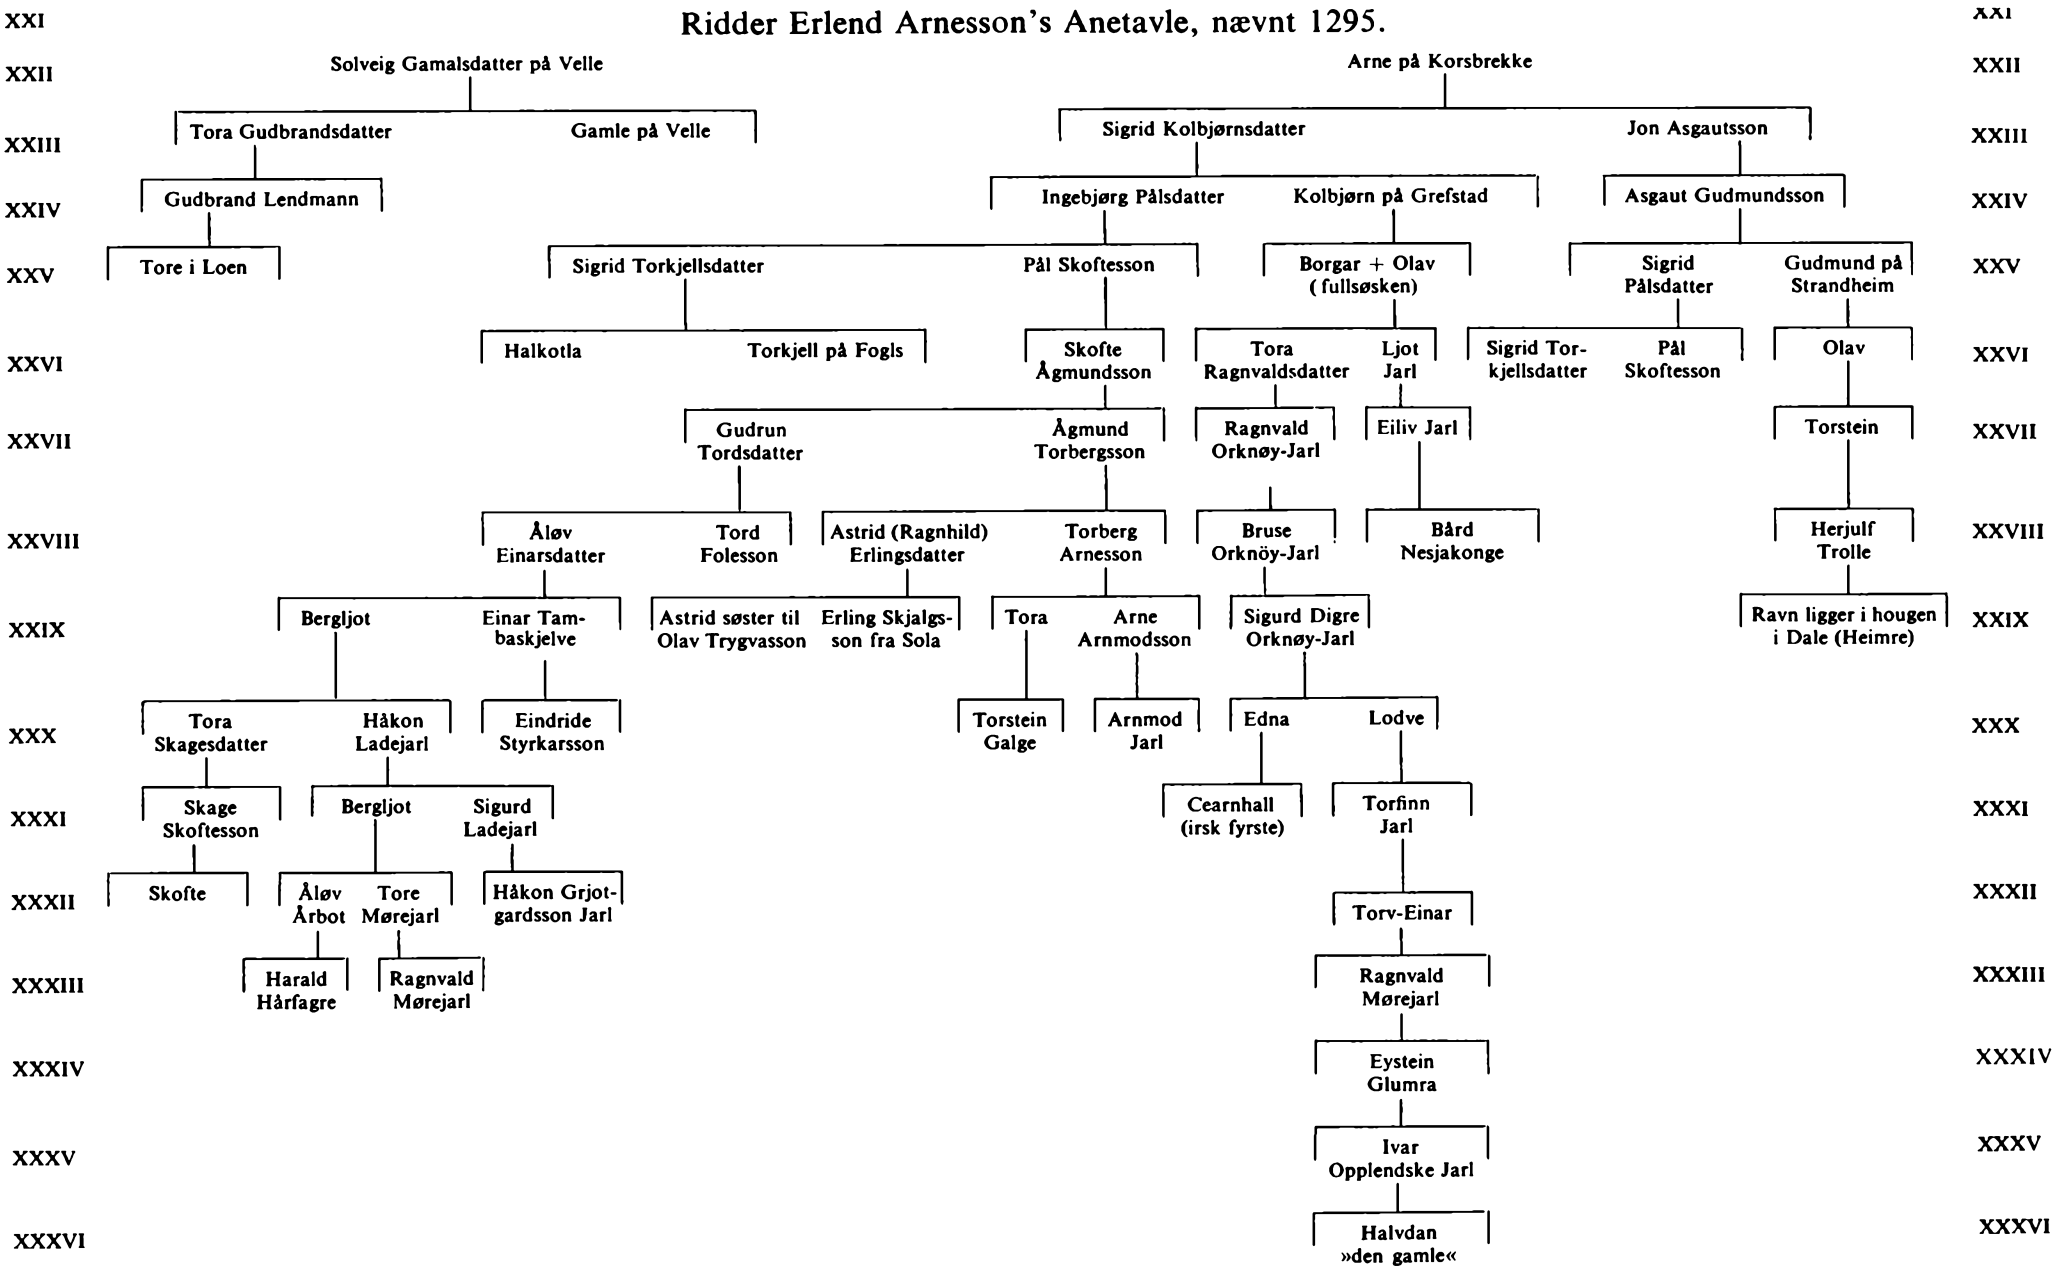 XXI
Ridder Erlend Arnesson's Anetavle, nævnt 1295.
XXI
XXII
Solveig Gamalsdatter på Velle
Arne på Korsbrekke
XXII
XXIII
Tora Gudbrandsdatter
Gamle på Velle
Sigrid Kolbjørnsdatter
Jon Asgautsson
XXIII
XXIV
Gudbrand Lendmann
Ingebjørg Pålsdatter
Kolbjørn på Grefstad
Asgaut Gudmundsson
XXIV
XXV
Tore i Loen
Sigrid Torkjellsdatter
Pål Skoftesson
Borgar + Olav
(fullsøsken)
Sigrid
Pålsdatter
Gudmund på
Strandheim
XXV
XXVI
Halkotla
Torkjell på Fogls
Skofte
Ågmundsson
Tora
Ragnvaldsdatter
Ljot
Jarl
Sigrid Tor-
kjellsdatter
Pål
Skoftesson
Olav
XXVI
XXVII
Gudrun
Tordsdatter
Ågmund
Torbergsson
Ragnvald
Orknøy-Jarl
Eiliv Jarl
Torstein
XXVII
XXVIII
Åløv
Einarsdatter
Tord
Folesson
Astrid (Ragnhild)
Erlingsdatter
Torberg
Arnesson
Bruse
Orknöy-Jarl
Bård
Nesjakonge
Herjulf
Trolle
XXVIII
XXIX
Bergljot
Einar Tam-
baskjelve
Astrid søster til
Olav Trygvasson
Erling Skjalgs-
son fra Sola
Tora
Arne
Arnmodsson
Sigurd Digre
Orknøy-Jarl
Ravn ligger i hougen
i Dale (Heimre)
XXIX
XXX
Tora
Skagesdatter
Håkon
Ladejarl
Eindride
Styrkarsson
Torstein
Galge
Arnmod
Jarl
Edna
Lodve
XXX
XXXI
Skage
Skoftesson
Bergljot
Sigurd
Ladejarl
Cearnhall
(irsk fyrste)
Torfinn
Jarl
XXXI
XXXII
Skofte
Åløv
Årbot
Tore
Mørejarl
Håkon Grjot-
gardsson Jarl
Torv-Einar
XXXII
XXXIII
Harald
Hårfagre
Ragnvald
Mørejarl
Ragnvald
Mørejarl
XXXIII
XXXIV
Eystein
Glumra
XXXIV
XXXV
Ivar
Opplendske Jarl
XXXV
XXXVI
Halvdan
»den gamle«
XXXVI